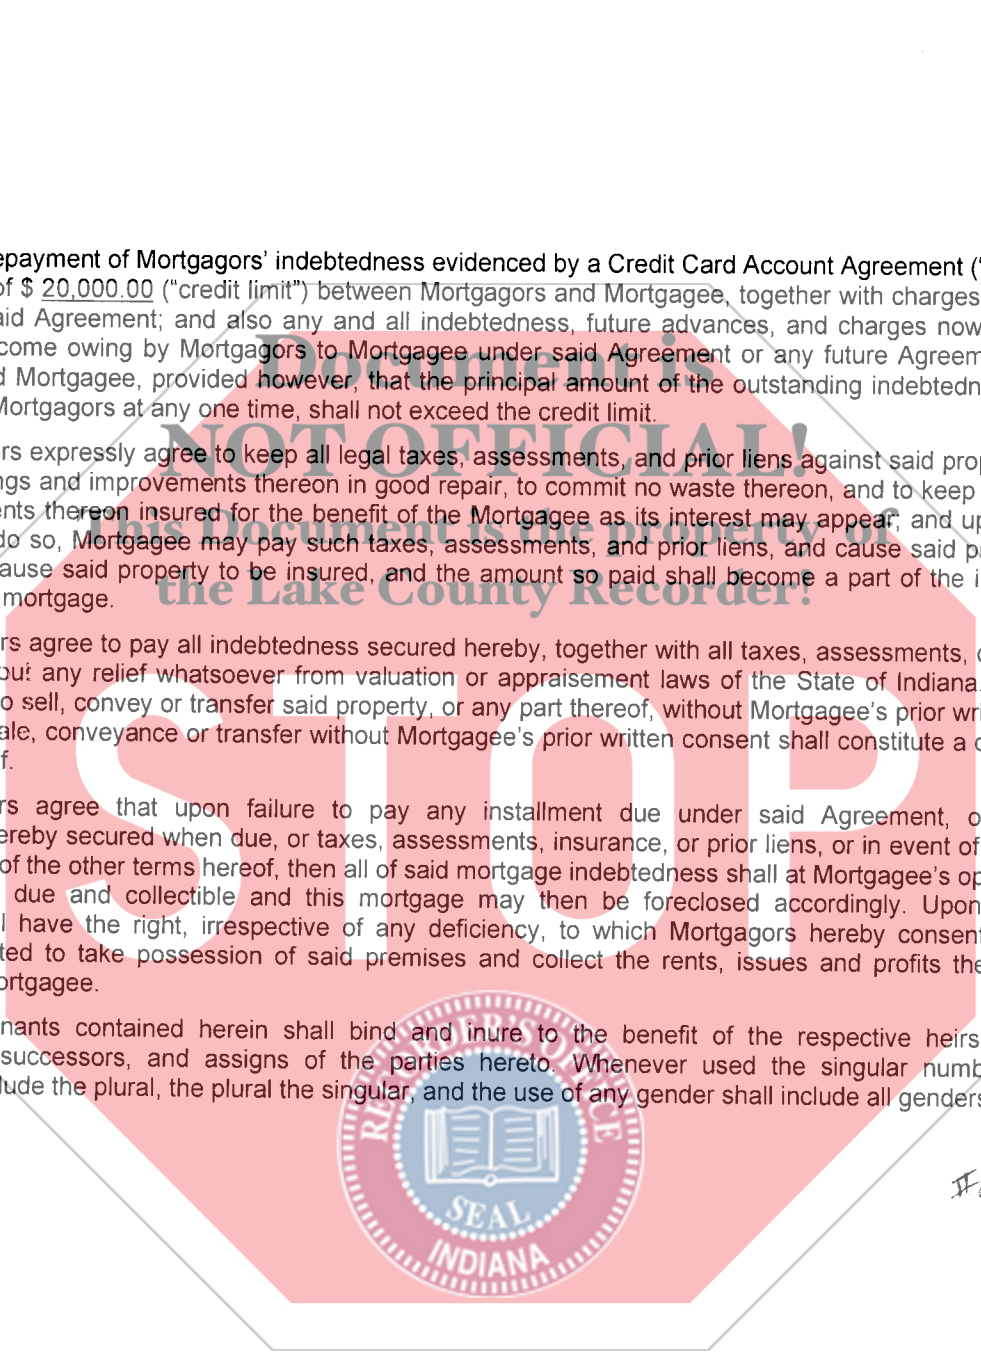 epayment of Mortgagors' indebtedness evidenced by a Credit Card Account Agreement ("
of $ 20,000.00 ("credit limit") between Mortgagors and Mortgagee, together with charges
aid Agreement; and also any and all indebtedness, future advances, and charges now
come owing by Mortgagors to Mortgagee under said Agreement or any future Agreem
d Mortgagee, provided however, that the principal amount of the outstanding indebtedn
Mortgagors at any one time, shall not exceed the credit limit.
rs expressly agree to keep all legal taxes, assessments, and prior liens against said prop
ngs and improvements thereon in good repair, to commit no waste thereon, and to keep
ents thereon insured for the benefit of the Mortgagee as its interest may appear; and up
do so, Mortgagee may pay such taxes, assessments, and prior liens, and cause said p
ause said property to be insured, and the amount so paid shall become a part of the i
mortgage.
rs agree to pay all indebtedness secured hereby, together with all taxes, assessments,
out any relief whatsoever from valuation or appraisement laws of the State of Indiana.
o sell, convey or transfer said property, or any part thereof, without Mortgagee's prior wri
ale, conveyance or transfer without Mortgagee's prior written consent shall constitute a
f.
rs agree that upon failure to pay any installment due under said Agreement, o
ereby secured when due, or taxes, assessments, insurance, or prior liens, or in event of
of the other terms hereof, then all of said mortgage indebtedness shall at Mortgagee's op
due and collectible and this mortgage may then be foreclosed accordingly. Upon
l have the right, irrespective of any deficiency, to which Mortgagors hereby consen
ted to take possession of said premises and collect the rents, issues and profits the
ortgagee.
nants contained herein shall bind and inure to the benefit of the respective heirs
successors, and assigns of the parties hereto. Whenever used the singular numb
lude the plural, the plural the singular, and the use of any gender shall include all genders
Document is
NOT OFFICIAL!
This Document is the property of
the Lake County Recorder!
STOP
RECORDER'S OFFICE
SEAL
INDIANA